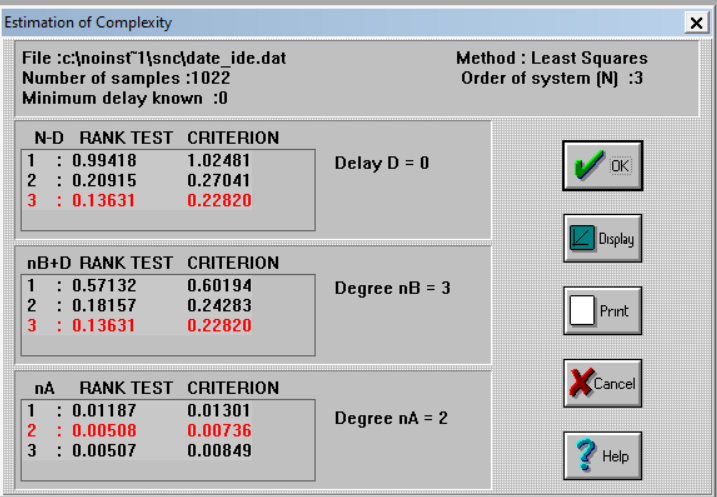 Estimation of Complexity
File :c:\noinst~1\snc\date_ide.dat
Method : Least Squares
Number of samples :1022
Order of system (N) :3
Minimum delay known :0
N-D RANK TEST CRITERION
1 : 0.99418 1.02481
2 : 0.20915 0.27041
3 : 0.13631 0.22820
Delay D = 0
nB+D RANK TEST CRITERION
1 : 0.57132 0.60194
2 : 0.18157 0.24283
3 : 0.13631 0.22820
Degree nB = 3
nA RANK TEST CRITERION
1 : 0.01187 0.01301
2 : 0.00508 0.00736
3 : 0.00507 0.00849
Degree nA = 2
OK
Display
Print
Cancel
Help